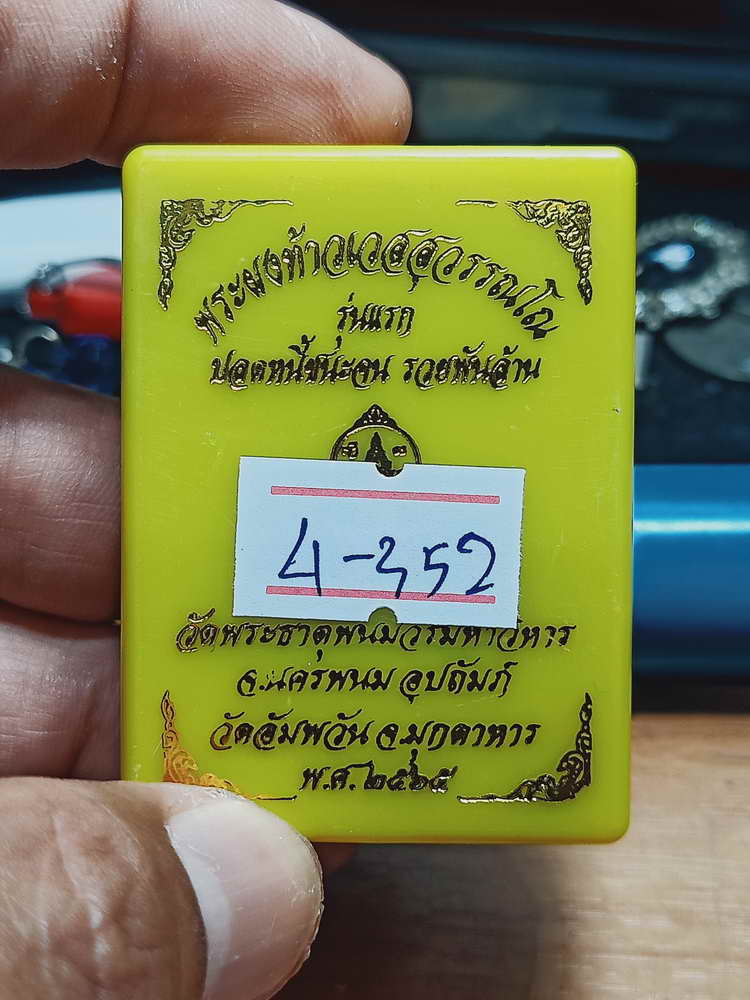 พระผงท้าวเวสสุวรรณโณ
รุ่นแรก
ปลดหนี้ชนะจน รวยพันล้าน
4-352
วัดพระธาตุพนมวรมหาวิหาร
จ.นครพนม อุปถัมภ์
วัดอัมพวัน จ.มุกดาหาร
พ.ศ.๒๕๖๕